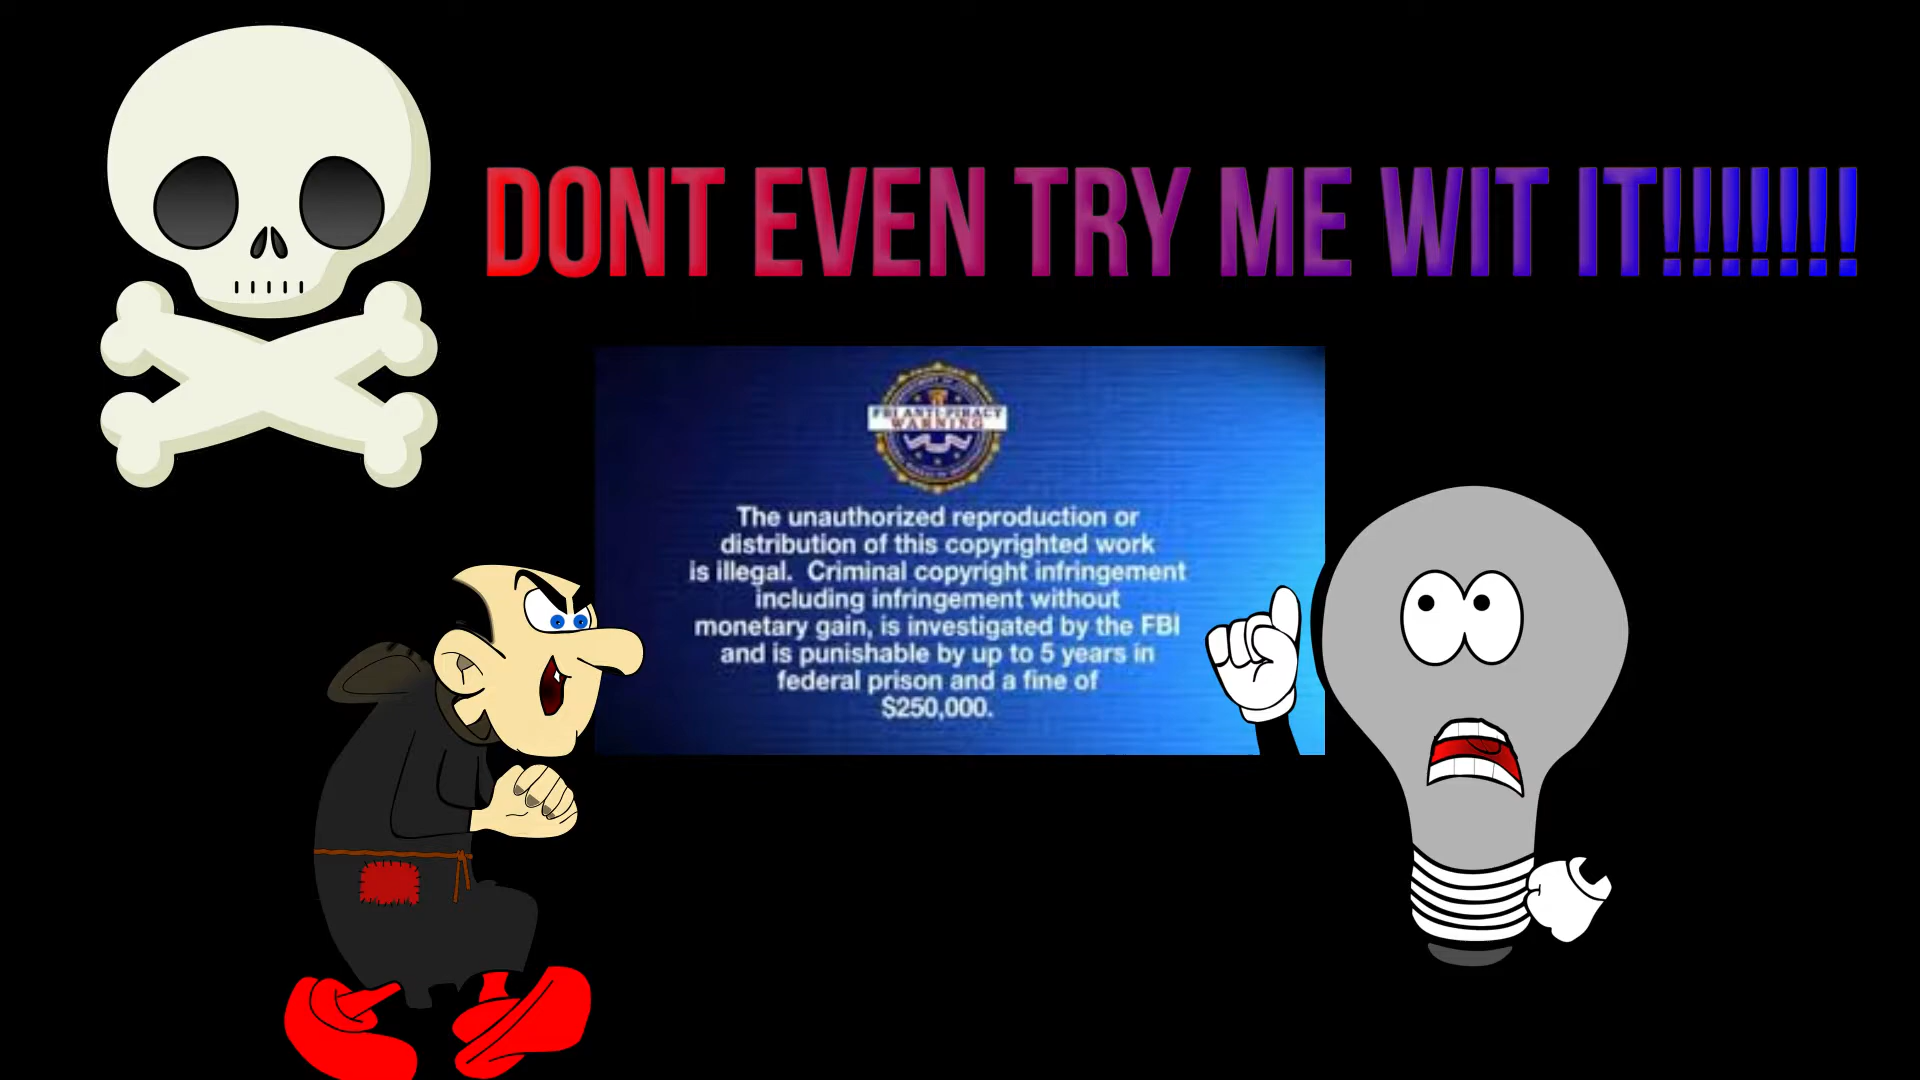 DONT EVEN TRY ME WIT IT!!!!!!!
FBI ANTI-PIRACY
WARNING
The unauthorized reproduction or
distribution of this copyrighted work
is illegal. Criminal copyright infringement
including infringement without
monetary gain, is investigated by the FBI
and is punishable by up to 5 years in
federal prison and a fine of
$250,000.